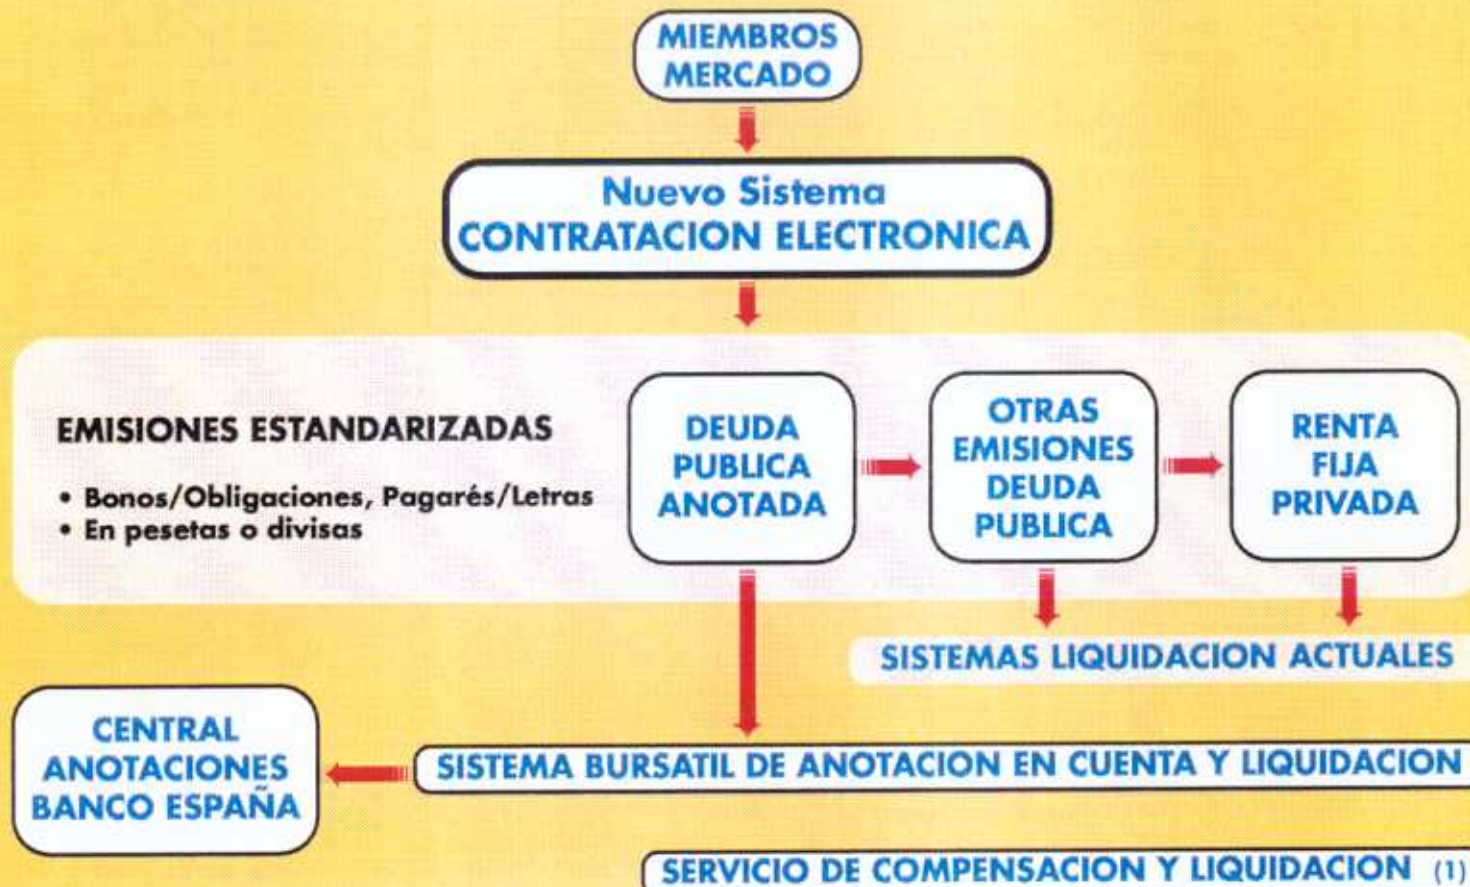 MIEMBROS
MERCADO
Nuevo Sistema
CONTRATACION ELECTRONICA
EMISIONES ESTANDARIZADAS
• Bonos/Obligaciones, Pagarés/Letras
• En pesetas o divisas
DEUDA
PUBLICA
ANOTADA
OTRAS
EMISIONES
DEUDA
PUBLICA
RENTA
FIJA
PRIVADA
SISTEMAS LIQUIDACION ACTUALES
CENTRAL
ANOTACIONES
BANCO ESPAÑA
SISTEMA BURSATIL DE ANOTACION EN CUENTA Y LIQUIDACION
SERVICIO DE COMPENSACION Y LIQUIDACION (1)